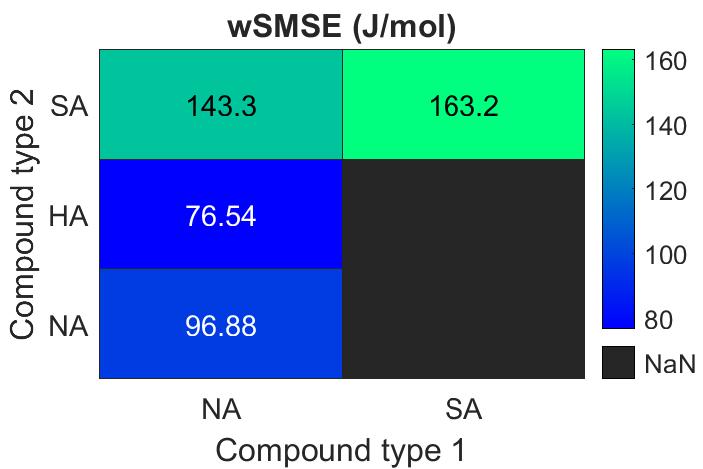 wSMSE (J/mol)
Compound type 2
SA
HA
NA
143.3
163.2
76.54
96.88
NA
SA
Compound type 1
160
140
120
100
80
NaN